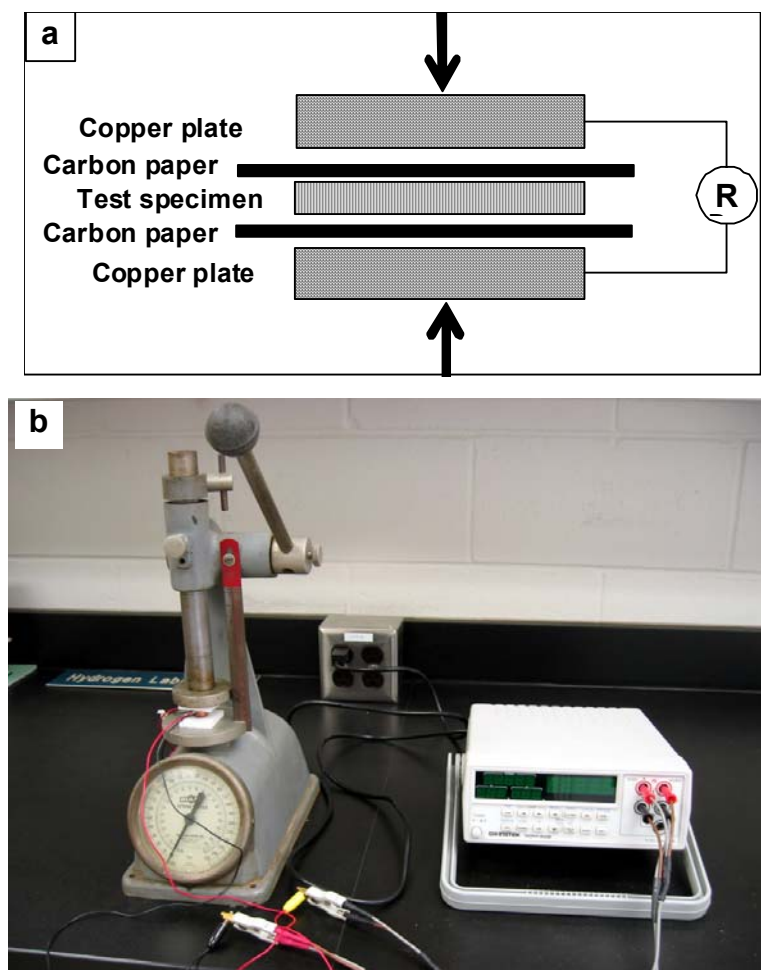 a
Copper plate
Carbon paper
Test specimen
Carbon paper
Copper plate
R
b
Hydrogen Lab